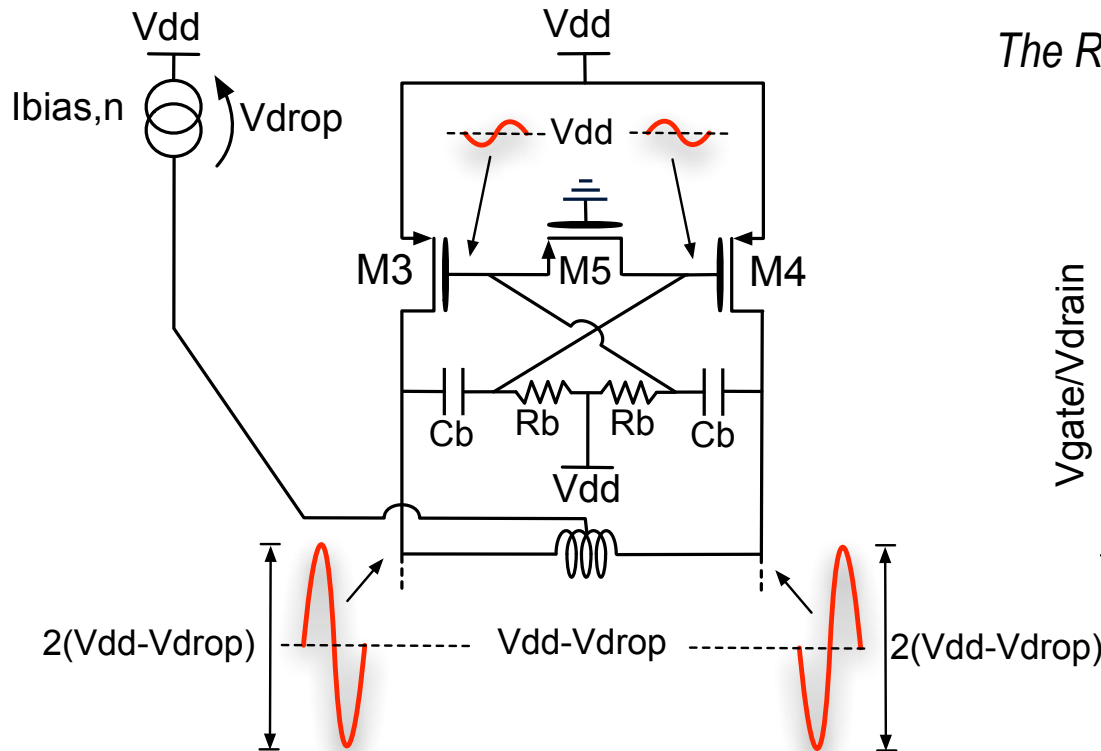 Vdd
Vdd
The R
Ibias,n
Vdrop
Vdd
M3
M5
M4
Vgate/Vdrain
Cb
Rb
Rb
Cb
Vdd
2(Vdd-Vdrop)
Vdd-Vdrop
2(Vdd-Vdrop)